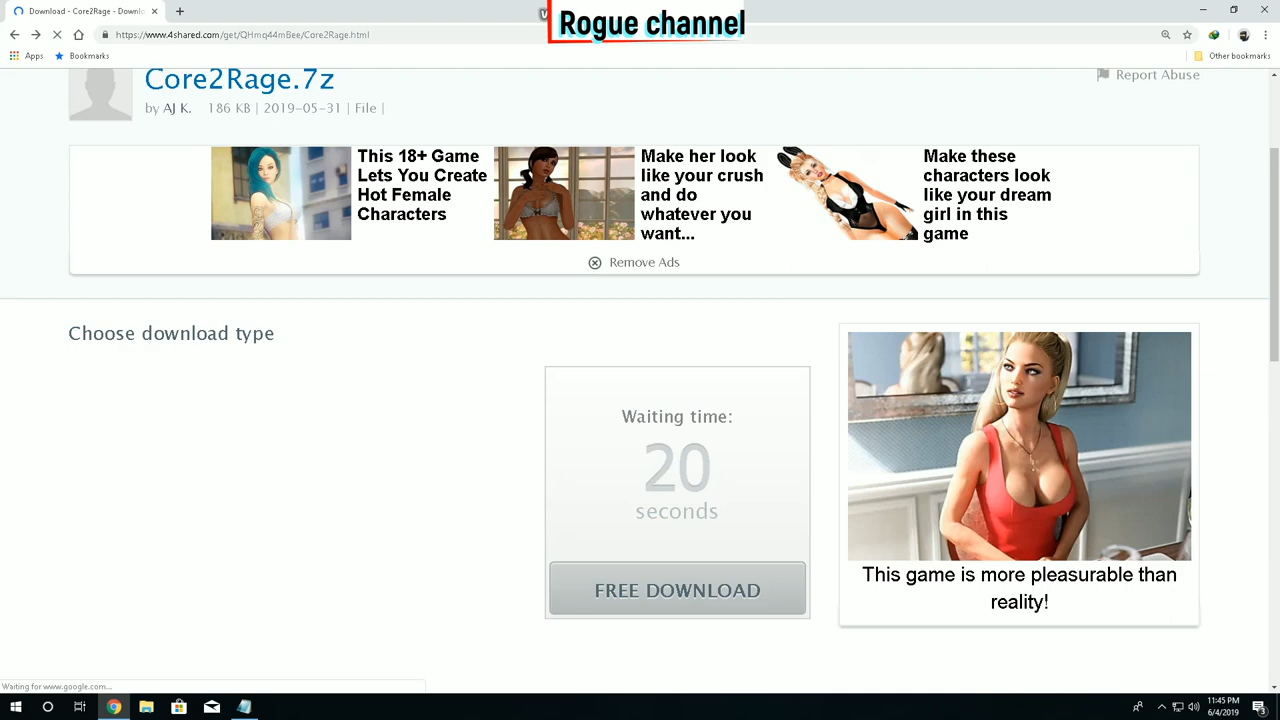 Download - Core2Rage - Downlo
Rogue channel
https://www.4shared.com/get/QHmq44mBee/Core2Rage.html
Apps
Bookmarks
Other bookmarks
Core2Rage.7z
Report Abuse
by AJ K. 186 KB | 2019-05-31 | File |
This 18+ Game
Lets You Create
Hot Female
Characters
Make her look
like your crush
and do
whatever you
want...
Make these
characters look
like your dream
girl in this
game
Remove Ads
Choose download type
Waiting time:
20
seconds
FREE DOWNLOAD
This game is more pleasurable than
reality!
Waiting for www.google.com...
11:45 PM
6/4/2019
3